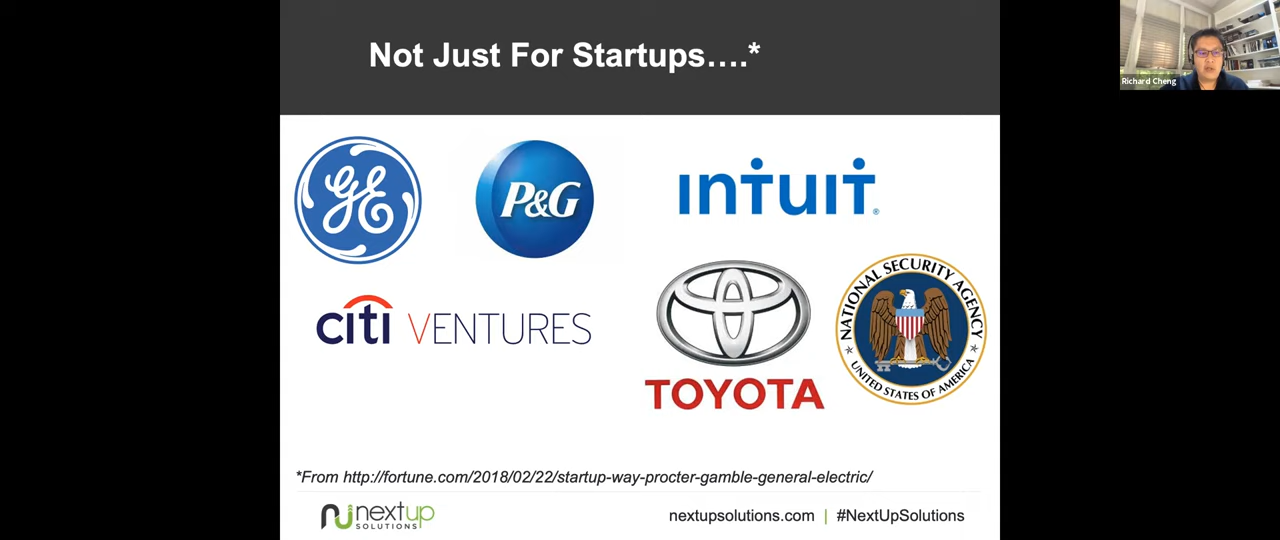 Not Just For Startups….*
Richard Cheng
GE
P&G
intuit®
citi VENTURES
TOYOTA
NATIONAL SECURITY AGENCY
UNITED STATES OF AMERICA
*From http://fortune.com/2018/02/22/startup-way-procter-gamble-general-electric/
nextup
SOLUTIONS
nextupsolutions.com | #NextUpSolutions